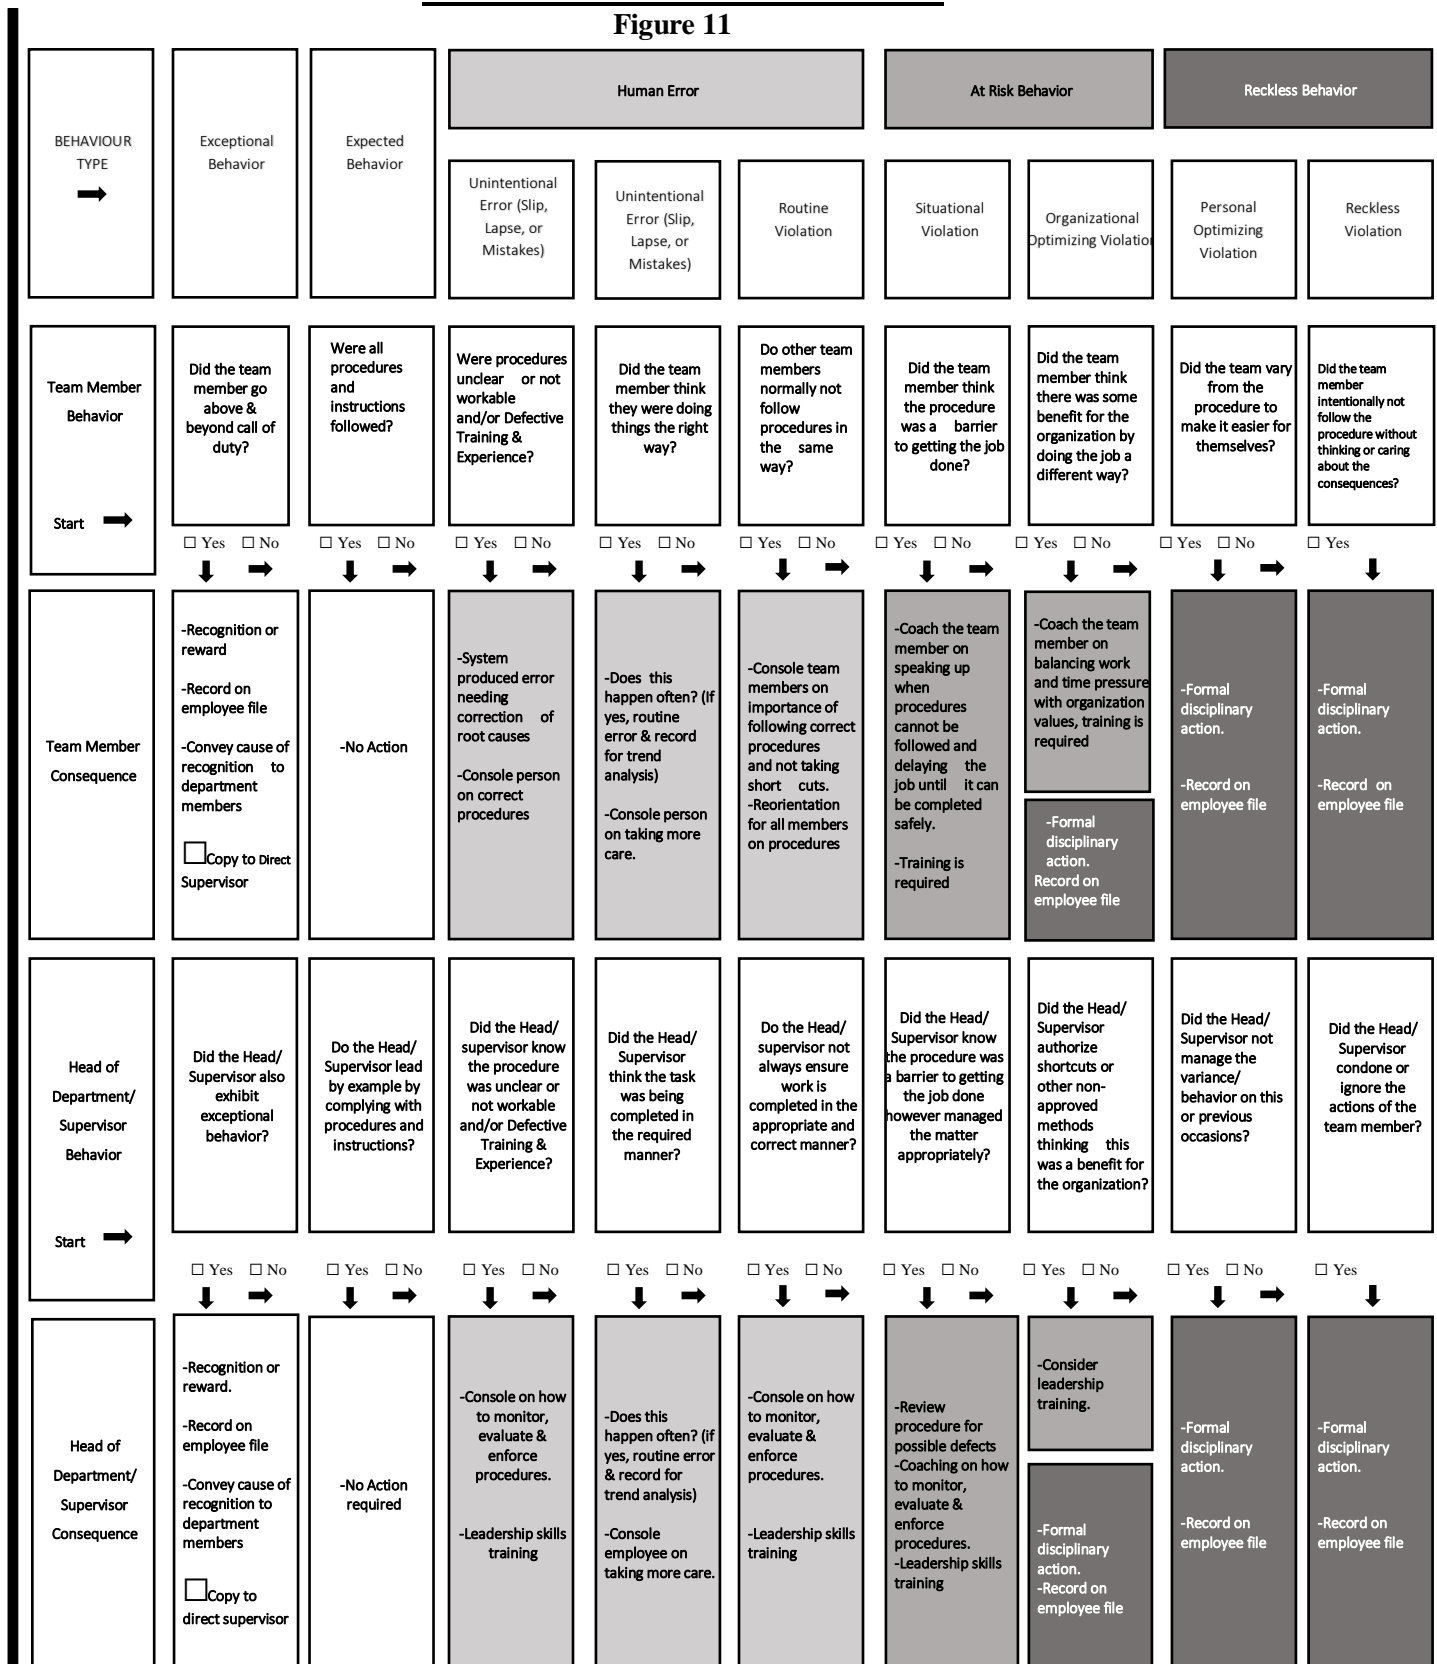 Figure 11
Human Error
At Risk Behavior
Reckless Behavior
BEHAVIOUR
TYPE
Exceptional
Behavior
Expected
Behavior
Unintentional
Error (Slip,
Lapse, or
Mistakes)
Unintentional
Error (Slip,
Lapse, or
Mistakes)
Routine
Violation
Situational
Violation
Organizational
Optimizing Violation
Personal
Optimizing
Violation
Reckless
Violation
Team Member
Behavior
Start
Did the team
member go
above &
beyond call of
duty?
Were all
procedures
and
instructions
followed?
Were procedures
unclear or not
workable
and/or Defective
Training &
Experience?
Did the team
member think
they were doing
things the right
way?
Do other team
members
normally not
follow
procedures in
the same
way?
Did the team
member think
the procedure
was a barrier
to getting the job
done?
Did the team
member think
there was some
benefit for the
organization by
doing the job a
different way?
Did the team vary
from the
procedure to
make it easier for
themselves?
Did the team
member
intentionally not
follow the
procedure without
thinking or caring
about the
consequences?
☐ Yes ☐ No
☐ Yes ☐ No
☐ Yes ☐ No
☐ Yes ☐ No
☐ Yes ☐ No
☐ Yes ☐ No
☐ Yes ☐ No
☐ Yes ☐ No
☐ Yes
Team Member
Consequence
-Recognition or
reward
-Record on
employee file
-Convey cause of
recognition to
department
members
☐Copy to Direct
Supervisor
-No Action
-System
produced error
needing
correction of
root causes
-Console person
on correct
procedures
-Does this
happen often? (If
yes, routine
error & record
for trend
analysis)
-Console person
on taking more
care.
-Console team
members on
importance of
following correct
procedures
and not taking
short cuts.
-Reorientation
for all members
on procedures
-Coach the team
member on
speaking up
when
procedures
cannot be
followed and
delaying the
job until it can
be completed
safely.
-Training is
required
-Coach the team
member on
balancing work
and time pressure
with organization
values, training is
required
-Formal
disciplinary
action.
Record on
employee file
-Formal
disciplinary
action.
-Record on
employee file
-Formal
disciplinary
action.
-Record on
employee file
Head of
Department/
Supervisor
Behavior
Start
Did the Head/
Supervisor also
exhibit
exceptional
behavior?
Do the Head/
Supervisor lead
by example by
complying with
procedures and
instructions?
Did the Head/
supervisor know
the procedure
was unclear or
not workable
and/or Defective
Training &
Experience?
Did the Head/
Supervisor
think the task
was being
completed in
the required
manner?
Do the Head/
supervisor not
always ensure
work is
completed in the
appropriate and
correct manner?
Did the Head/
Supervisor know
the procedure was
a barrier to getting
the job done
however managed
the matter
appropriately?
Did the Head/
Supervisor
authorize
shortcuts or
other non-
approved
methods
thinking this
was a benefit for
the organization?
Did the Head/
Supervisor not
manage the
variance/
behavior on this
or previous
occasions?
Did the Head/
Supervisor
condone or
ignore the
actions of the
team member?
☐ Yes ☐ No
☐ Yes ☐ No
☐ Yes ☐ No
☐ Yes ☐ No
☐ Yes ☐ No
☐ Yes ☐ No
☐ Yes ☐ No
☐ Yes ☐ No
☐ Yes
Head of
Department/
Supervisor
Consequence
-Recognition or
reward.
-Record on
employee file
-Convey cause of
recognition to
department
members
☐Copy to
direct supervisor
-No Action
required
-Console on how
to monitor,
evaluate &
enforce
procedures.
-Leadership skills
training
-Does this
happen often? (if
yes, routine error
& record for
trend analysis)
-Console
employee on
taking more care.
-Console on how
to monitor,
evaluate &
enforce
procedures.
-Leadership skills
training
-Review
procedure for
possible defects
-Coaching on how
to monitor,
evaluate &
enforce
procedures.
-Leadership skills
training
-Consider
leadership
training.
-Formal
disciplinary
action.
-Record on
employee file
-Formal
disciplinary
action.
-Record on
employee file
-Formal
disciplinary
action.
-Record on
employee file